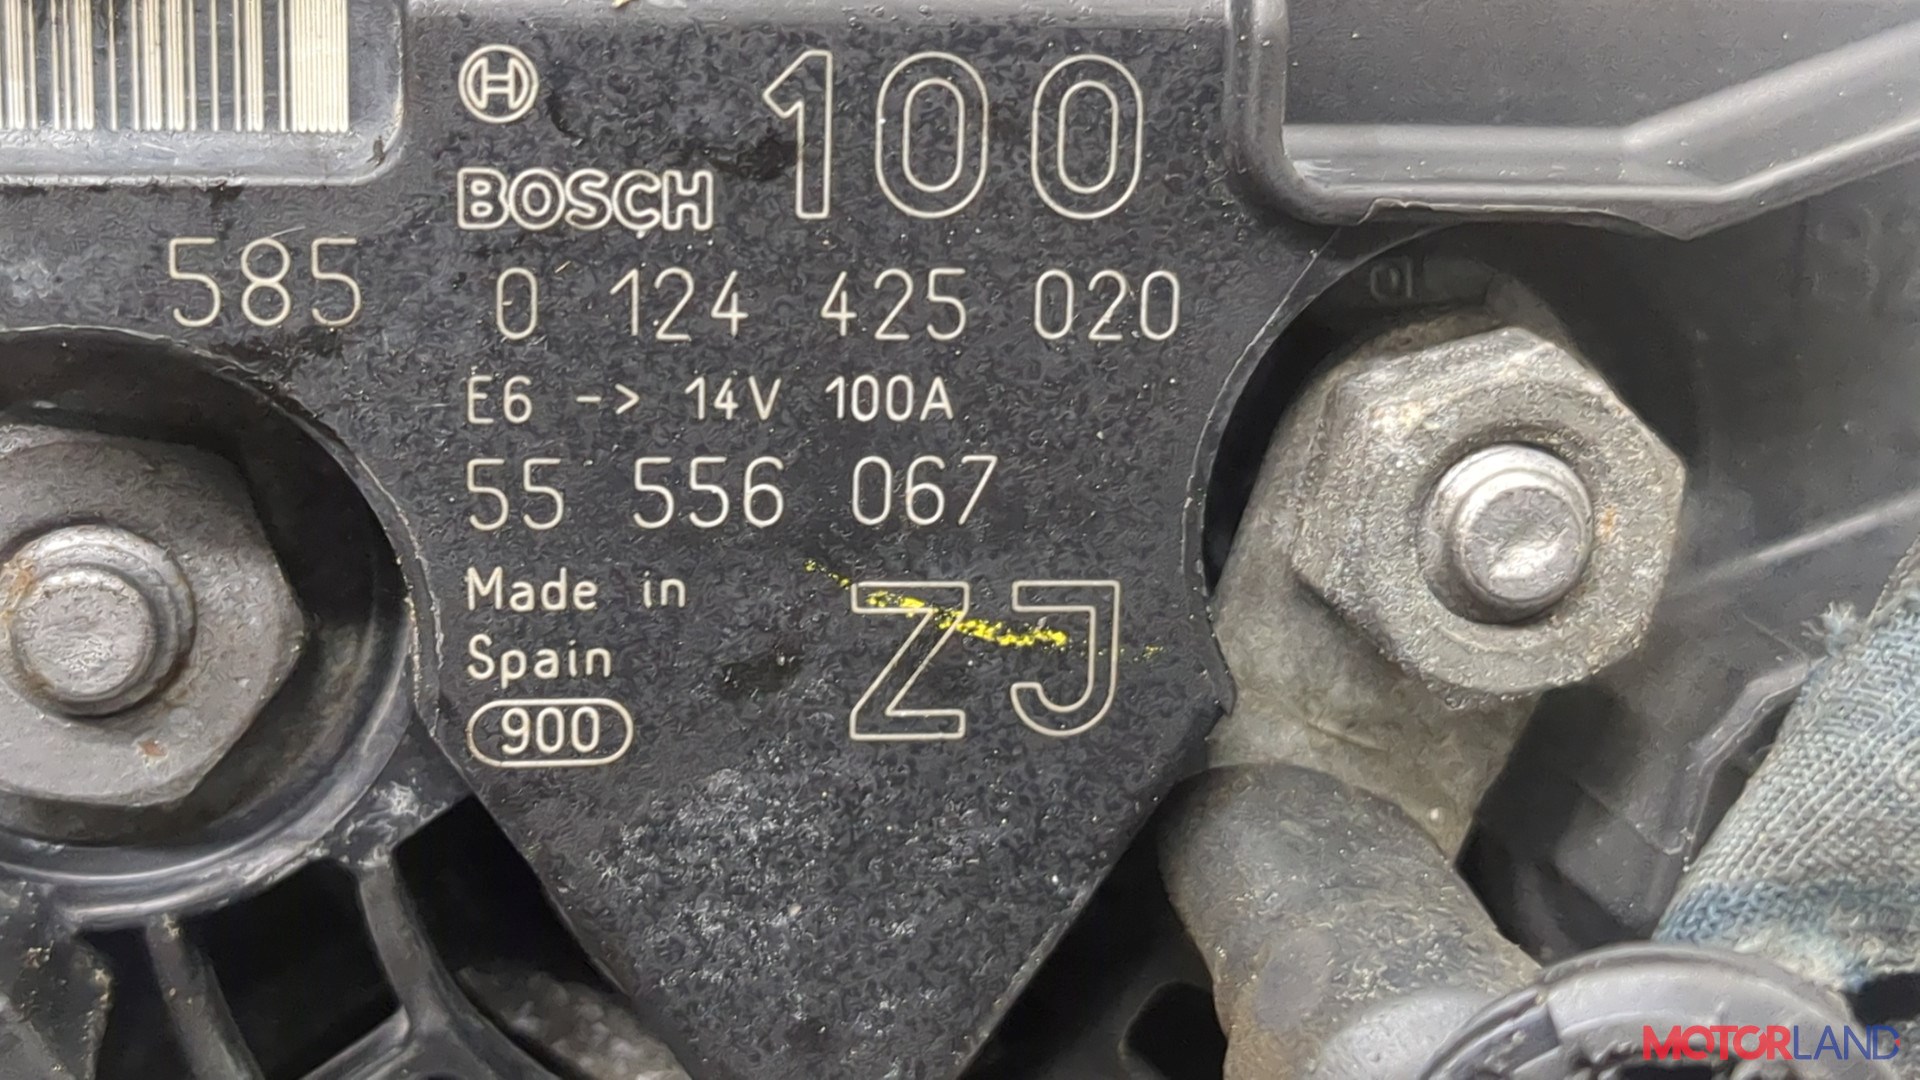 100
BOSCH
585
0 124 425 020
E6 -> 14V 100A
55 556 067
Made in
Spain
ZJ
900
MOTORLAND